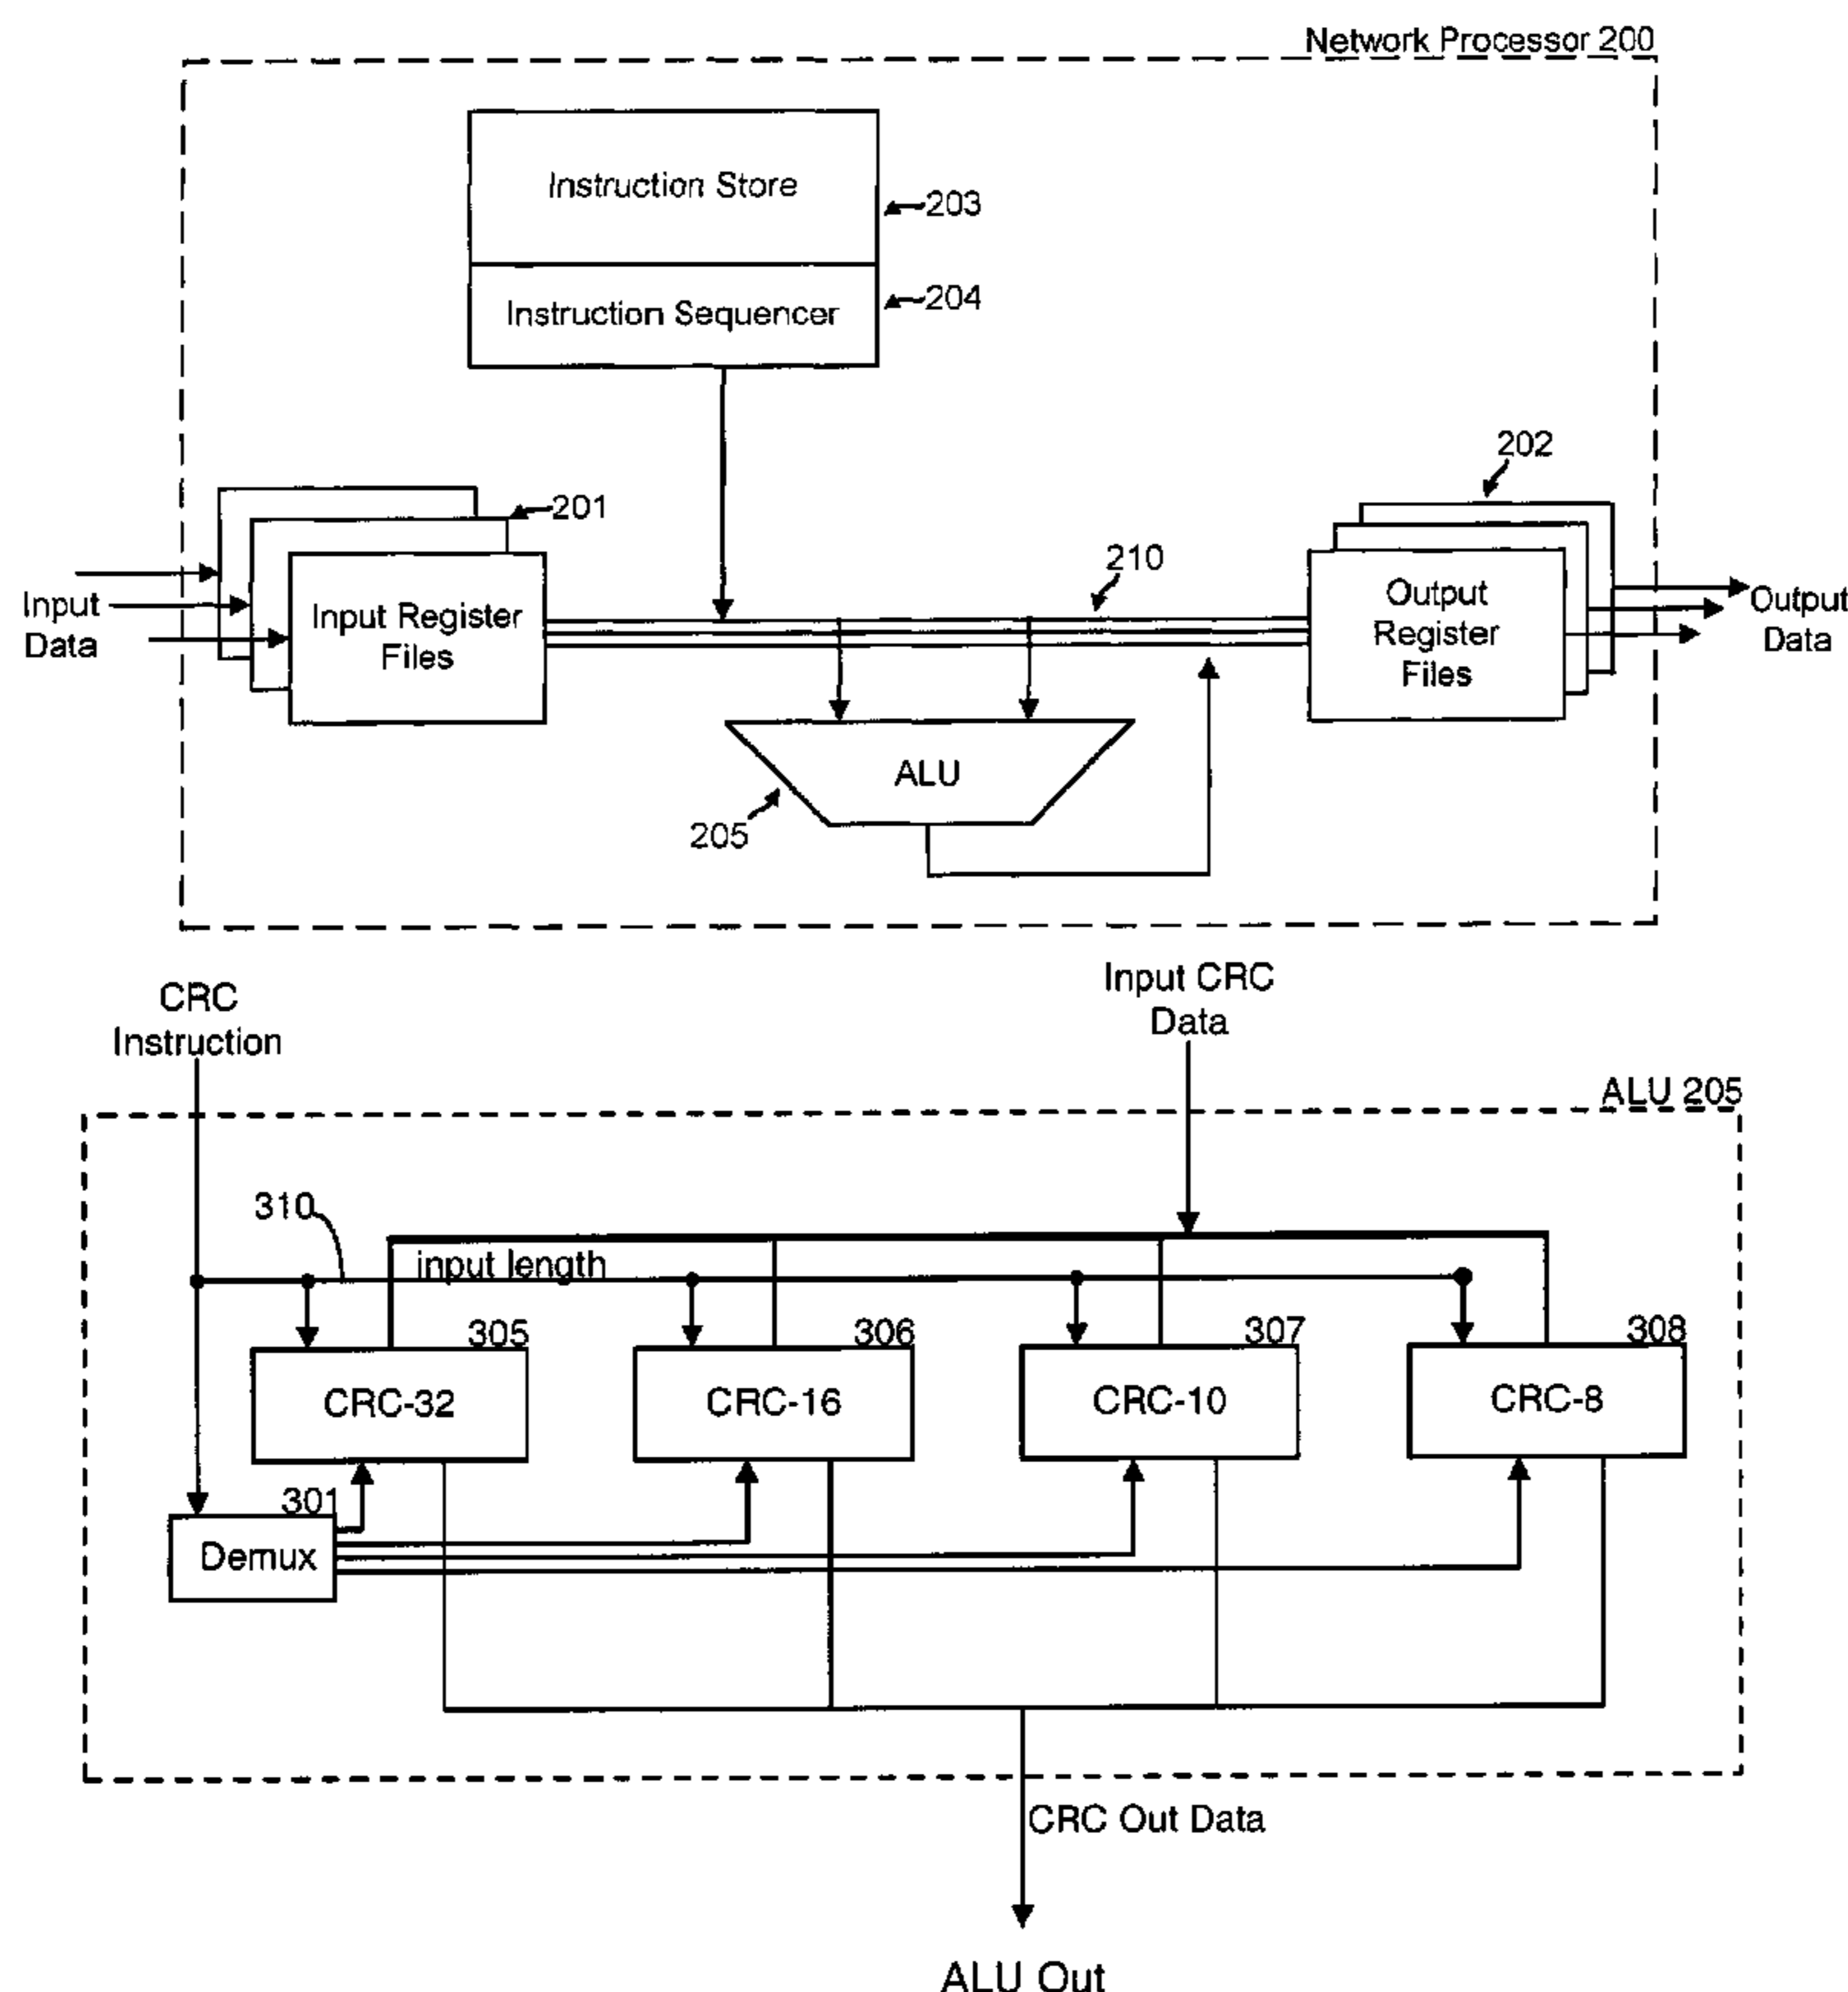 Network Processor 200
Instruction Store
203
Instruction Sequencer
204
202
201
210
Input
Data
Input Register
Files
Output
Register
Files
Output
Data
ALU
205
CRC
Instruction
Input CRC
Data
ALU 205
310
input length
305
306
307
308
CRC-32
CRC-16
CRC-10
CRC-8
301
Demux
CRC Out Data
ALU Out